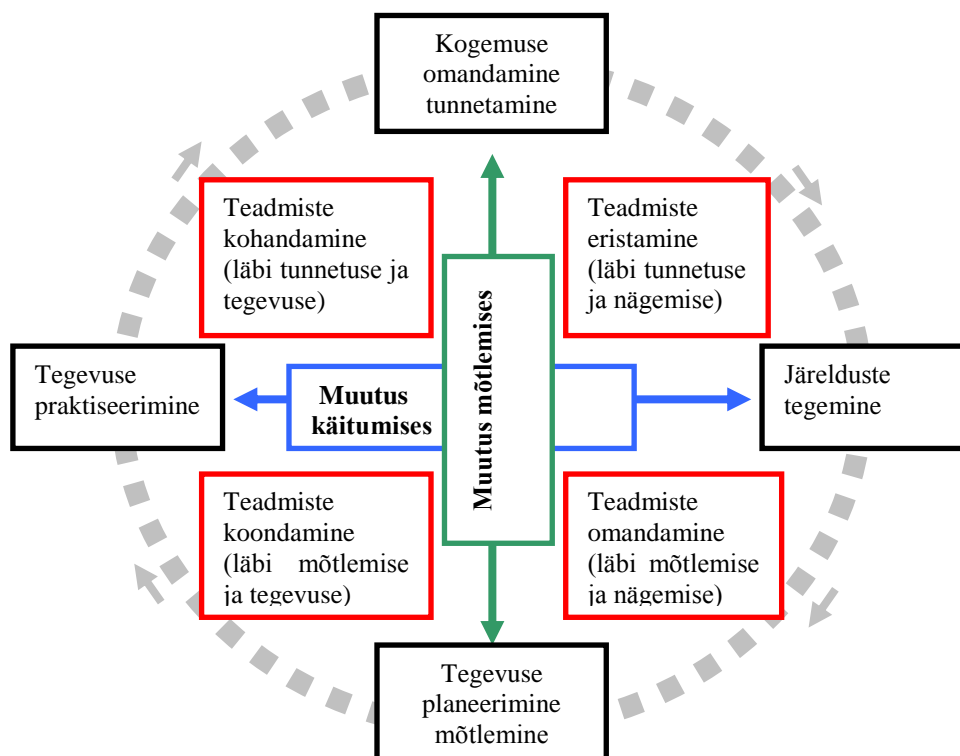 Kogemuse
omandamine
tunnetamine
Teadmiste
kohandamine
(läbi tunnetuse ja
tegevuse)
Teadmiste
eristamine
(läbi tunnetuse
ja nägemise)
Tegevuse
praktiseerimine
Muutus
käitumises
Muutus mõtlemises
Järelduste
tegemine
Teadmiste
koondamine
(läbi mõtlemise
ja tegevuse)
Teadmiste
omandamine
(läbi mõtlemise
ja nägemise)
Tegevuse
planeerimine
mõtlemine